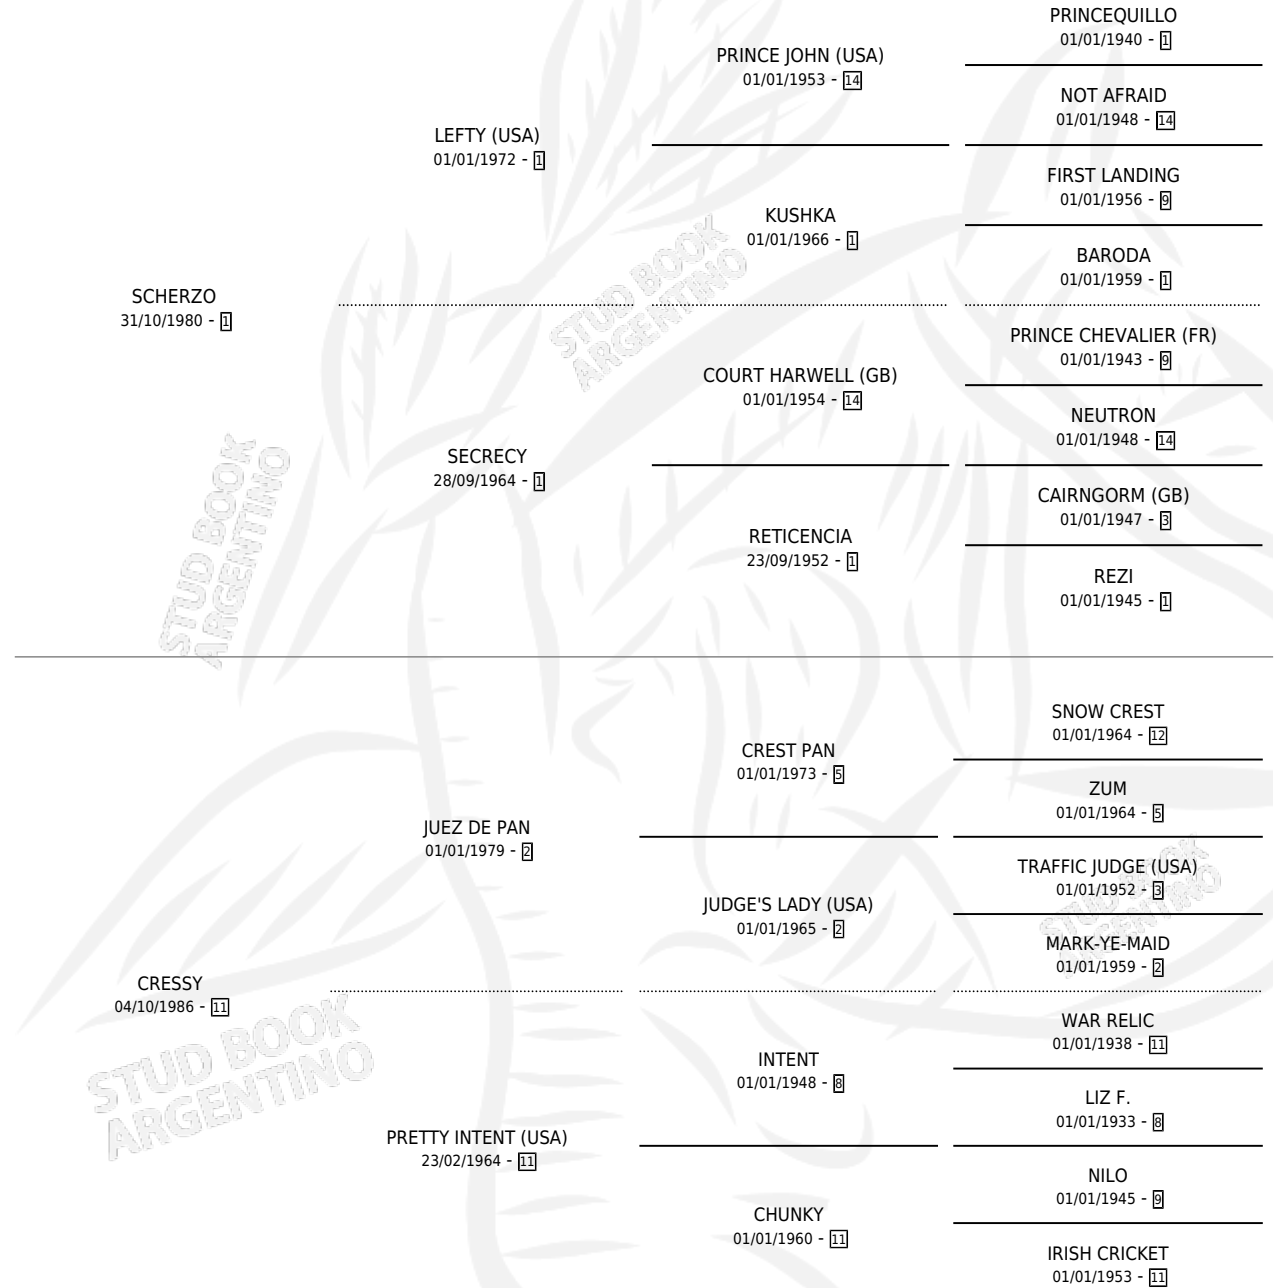 PRINCEQUILLO
01/01/1940 - 1
PRINCE JOHN (USA)
01/01/1953 - 14
NOT AFRAID
01/01/1948 - 14
LEFTY (USA)
01/01/1972 - 1
FIRST LANDING
01/01/1956 - 9
KUSHKA
01/01/1966 - 1
BARODA
01/01/1959 - 1
SCHERZO
31/10/1980 - 1
PRINCE CHEVALIER (FR)
01/01/1943 - 9
COURT HARWELL (GB)
01/01/1954 - 14
NEUTRON
01/01/1948 - 14
SECRECY
28/09/1964 - 1
CAIRNGORM (GB)
01/01/1947 - 3
RETICENCIA
23/09/1952 - 1
REZI
01/01/1945 - 1
SNOW CREST
01/01/1964 - 12
CREST PAN
01/01/1973 - 5
ZUM
01/01/1964 - 5
JUEZ DE PAN
01/01/1979 - 2
TRAFFIC JUDGE (USA)
01/01/1952 - 3
JUDGE'S LADY (USA)
01/01/1965 - 2
MARK-YE-MAID
01/01/1959 - 2
CRESSY
04/10/1986 - 11
WAR RELIC
01/01/1938 - 11
INTENT
01/01/1948 - 8
LIZ F.
01/01/1933 - 8
PRETTY INTENT (USA)
23/02/1964 - 11
NILO
01/01/1945 - 9
CHUNKY
01/01/1960 - 11
IRISH CRICKET
01/01/1953 - 11
STUD BOOK
ARGENTINO
STUD BOOK
ARGENTINO
STUD BOOK
ARGENTINO
STUD BOOK
ARGENTINO